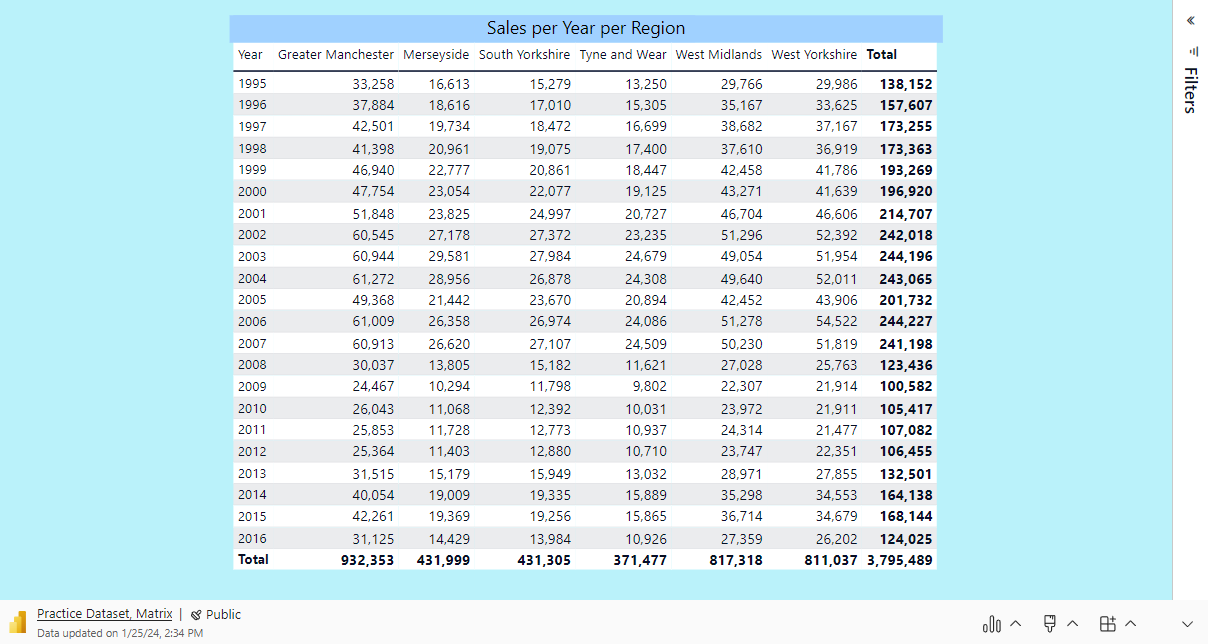 Sales per Year per Region
Year Greater Manchester Merseyside South Yorkshire Tyne and Wear West Midlands West Yorkshire Total
1995 33,258 16,613 15,279 13,250 29,766 29,986 138,152
1996 37,884 18,616 17,010 15,305 35,167 33,625 157,607
1997 42,501 19,734 18,472 16,699 38,682 37,167 173,255
1998 41,398 20,961 19,075 17,400 37,610 36,919 173,363
1999 46,940 22,777 20,861 18,447 42,458 41,786 193,269
2000 47,754 23,054 22,077 19,125 43,271 41,639 196,920
2001 51,848 23,825 24,997 20,727 46,704 46,606 214,707
2002 60,545 27,178 27,372 23,235 51,296 52,392 242,018
2003 60,944 29,581 27,984 24,679 49,054 51,954 244,196
2004 61,272 28,956 26,878 24,308 49,640 52,011 243,065
2005 49,368 21,442 23,670 20,894 42,452 43,906 201,732
2006 61,009 26,358 26,974 24,086 51,278 54,522 244,227
2007 60,913 26,620 27,107 24,509 50,230 51,819 241,198
2008 30,037 13,805 15,182 11,621 27,028 25,763 123,436
2009 24,467 10,294 11,798 9,802 22,307 21,914 100,582
2010 26,043 11,068 12,392 10,031 23,972 21,911 105,417
2011 25,853 11,728 12,773 10,937 24,314 21,477 107,082
2012 25,364 11,403 12,880 10,710 23,747 22,351 106,455
2013 31,515 15,179 15,949 13,032 28,971 27,855 132,501
2014 40,054 19,009 19,335 15,889 35,298 34,553 164,138
2015 42,261 19,369 19,256 15,865 36,714 34,679 168,144
2016 31,125 14,429 13,984 10,926 27,359 26,202 124,025
Total 932,353 431,999 431,305 371,477 817,318 811,037 3,795,489
Filters
Practice Dataset, Matrix | Public
Data updated on 1/25/24, 2:34 PM